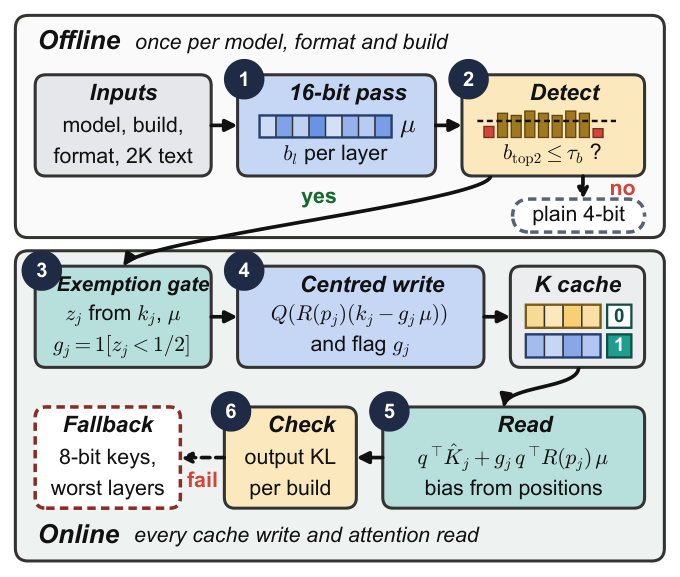 Offline once per model, format and build
Inputs
model, build,
format, 2K text
1
16-bit pass
μ
b_l per layer
2
Detect
b_top2 ≤ τ_b ?
yes
no
plain 4-bit
3
Exemption gate
z_j from k_j, μ
g_j = 1[z_j < 1/2]
4
Centred write
Q(R(p_j)(k_j − g_j μ))
and flag g_j
K cache
0
1
Fallback
8-bit keys,
worst layers
fail
6
Check
output KL
per build
5
Read
q^⊤ K̂_j + g_j q^⊤ R(p_j) μ
bias from positions
Online every cache write and attention read